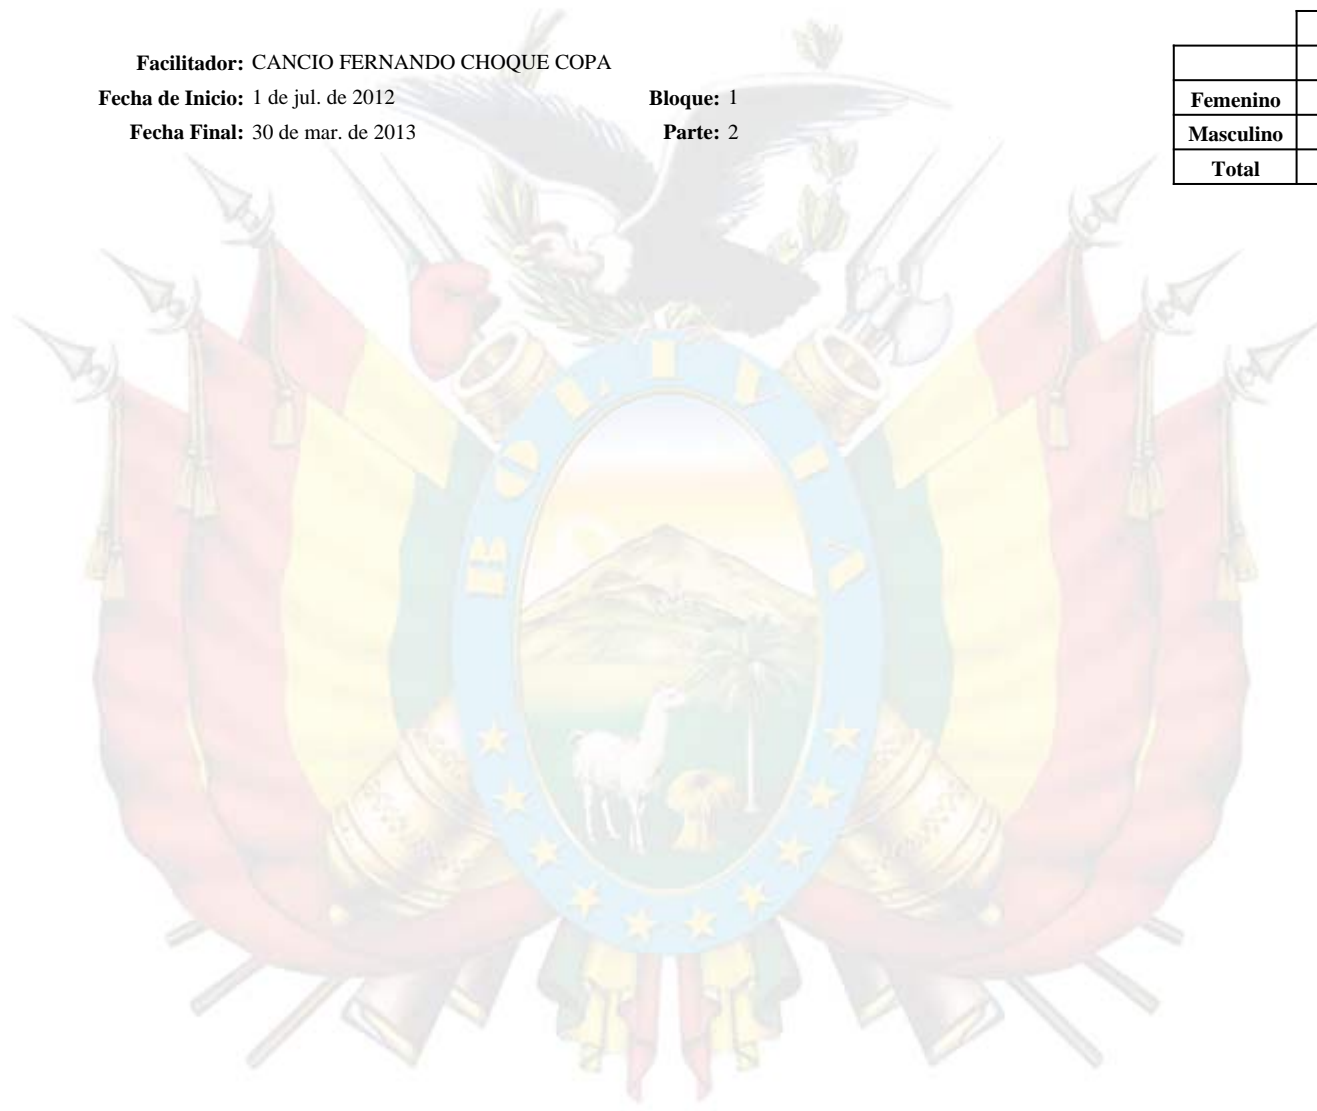 Facilitador: CANCIO FERNANDO CHOQUE COPA
Fecha de Inicio: 1 de jul. de 2012 Bloque: 1
Fecha Final: 30 de mar. de 2013 Parte: 2
Femenino
Masculino
Total
BOLIVIA